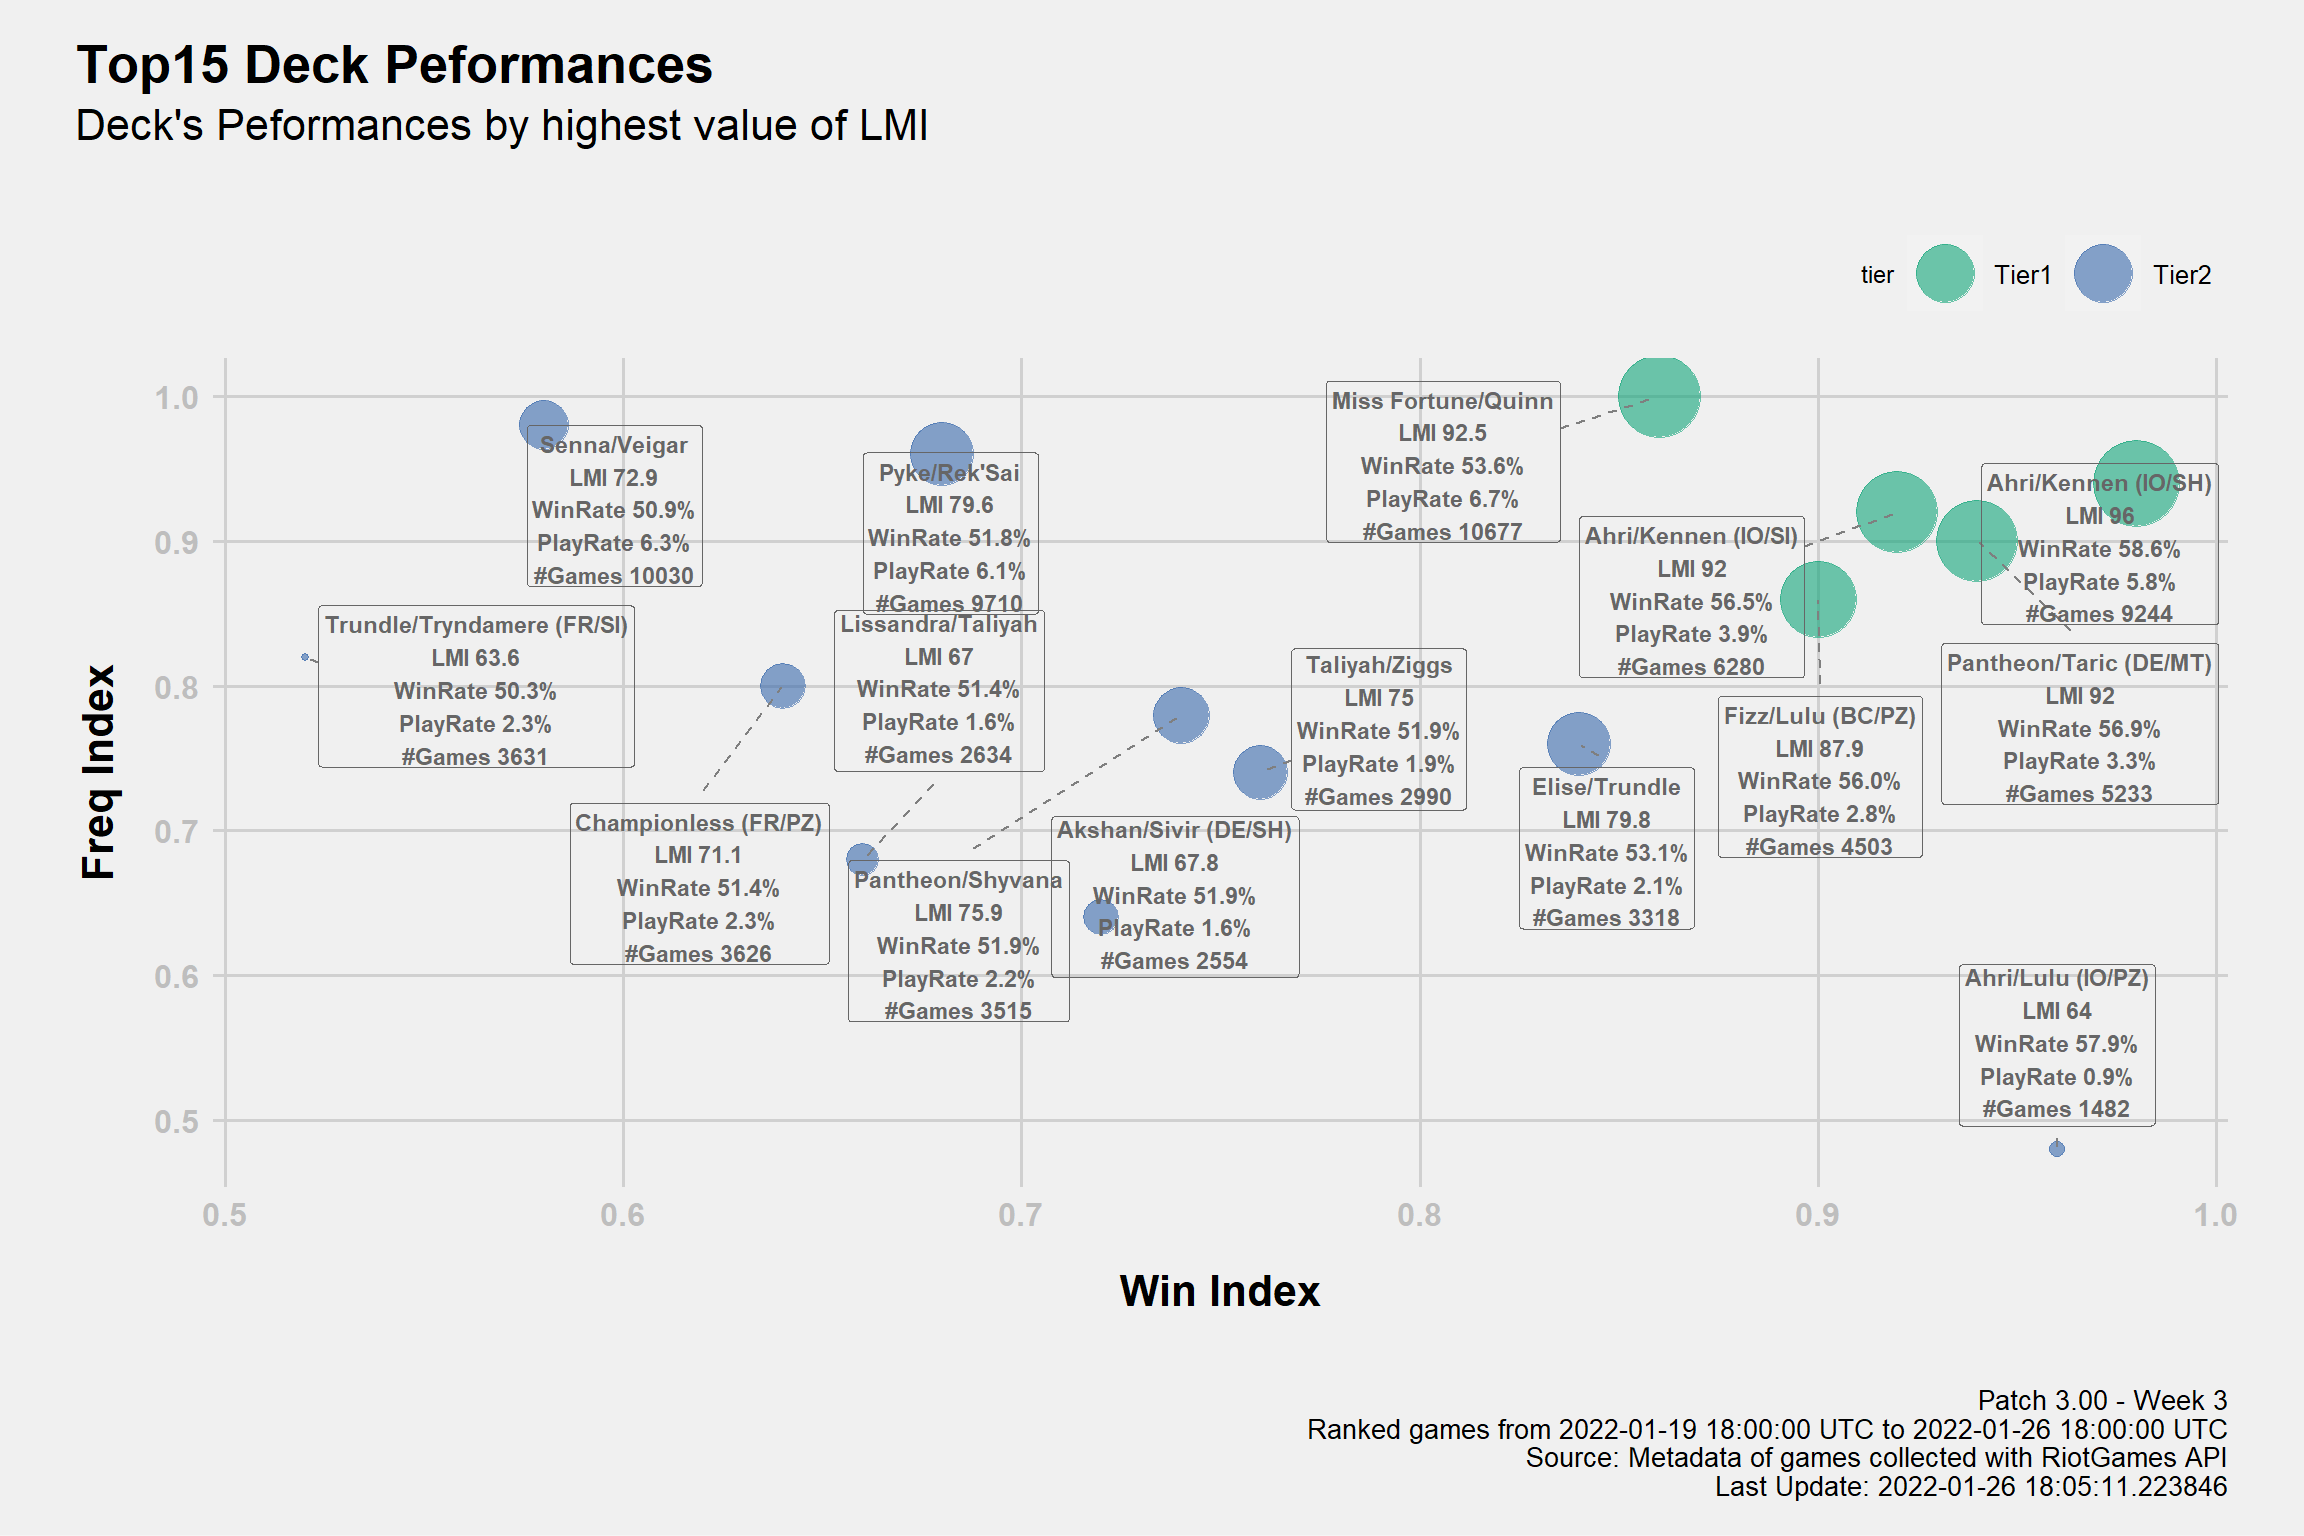 Top15 Deck Peformances
Deck's Peformances by highest value of LMI
tier Tier1 Tier2
Freq Index
1.0
0.9
0.8
0.7
0.6
0.5
Senna/Veigar
LMI 72.9
WinRate 50.9%
PlayRate 6.3%
#Games 10030
Pyke/Rek'Sai
LMI 79.6
WinRate 51.8%
PlayRate 6.1%
#Games 9710
Miss Fortune/Quinn
LMI 92.5
WinRate 53.6%
PlayRate 6.7%
#Games 10677
Ahri/Kennen (IO/SH)
LMI 96
WinRate 58.6%
PlayRate 5.8%
#Games 9244
Ahri/Kennen (IO/SI)
LMI 92
WinRate 56.5%
PlayRate 3.9%
#Games 6280
Trundle/Tryndamere (FR/SI)
LMI 63.6
WinRate 50.3%
PlayRate 2.3%
#Games 3631
Lissandra/Taliyah
LMI 67
WinRate 51.4%
PlayRate 1.6%
#Games 2634
Taliyah/Ziggs
LMI 75
WinRate 51.9%
PlayRate 1.9%
#Games 2990
Pantheon/Taric (DE/MT)
LMI 92
WinRate 56.9%
PlayRate 3.3%
#Games 5233
Fizz/Lulu (BC/PZ)
LMI 87.9
WinRate 56.0%
PlayRate 2.8%
#Games 4503
Elise/Trundle
LMI 79.8
WinRate 53.1%
PlayRate 2.1%
#Games 3318
Championless (FR/PZ)
LMI 71.1
WinRate 51.4%
PlayRate 2.3%
#Games 3626
Akshan/Sivir (DE/SH)
LMI 67.8
WinRate 51.9%
PlayRate 1.6%
#Games 2554
Pantheon/Shyvana
LMI 75.9
WinRate 51.9%
PlayRate 2.2%
#Games 3515
Ahri/Lulu (IO/PZ)
LMI 64
WinRate 57.9%
PlayRate 0.9%
#Games 1482
0.5 0.6 0.7 0.8 0.9 1.0
Win Index
Patch 3.00 - Week 3
Ranked games from 2022-01-19 18:00:00 UTC to 2022-01-26 18:00:00 UTC
Source: Metadata of games collected with RiotGames API
Last Update: 2022-01-26 18:05:11.223846